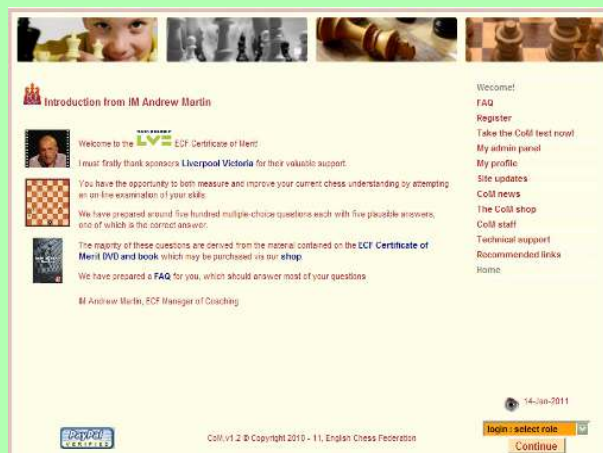 Introduction from IM Andrew Martin
Welcome to the LVE ECF Certificate of Merit!
I must firstly thank sponsors Liverpool Victoria for their valuable support.
You have the opportunity to both measure and improve your current chess understanding by attempting
an on-line examination of your skills.
We have prepared around five hundred multiple-choice questions each with five plausible answers,
one of which is the correct answer.
The majority of these questions are derived from the material contained on the ECF Certificate of
Merit DVD and book which may be purchased via our shop.
We have prepared a FAQ for you, which should answer most of your questions
IM Andrew Martin, ECF Manager of Coaching
Wecome!
FAQ
Register
Take the CoM test now!
My admin panel
My profile
Site updates
CoM news
The CoM shop
CoM staff
Technical support
Recommended links
Home
14-Jan-2011
login : select role
Continue
PayPal
VERIFIED
CoM,v1.2 © Copyright 2010 - 11, English Chess Federation